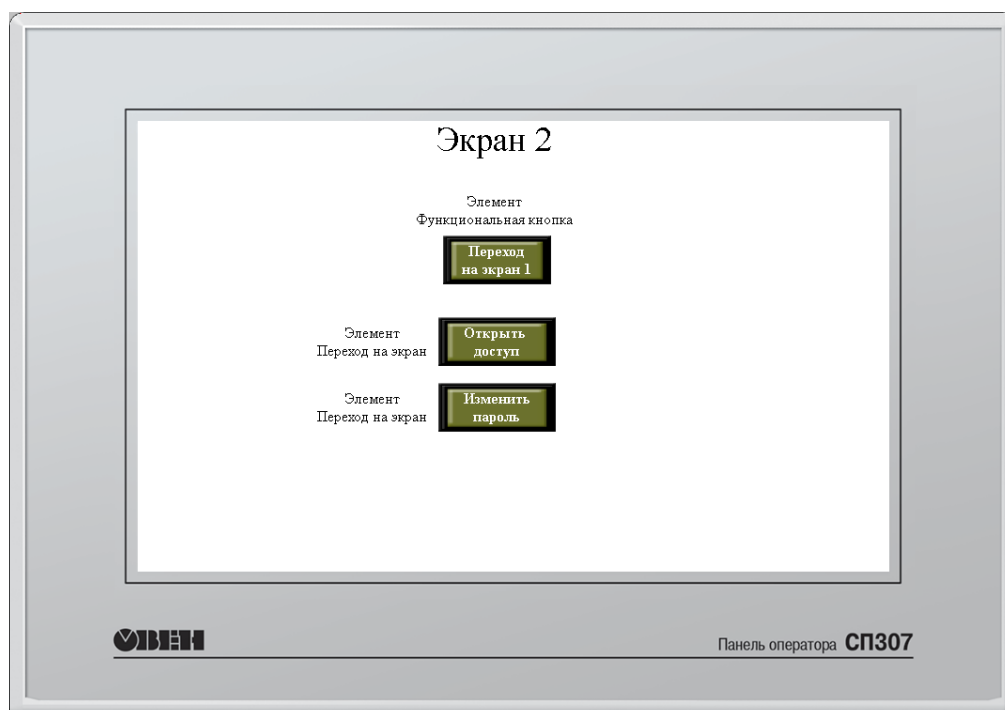 Экран 2
Элемент
Функциональная кнопка
Переход
на экран 1
Элемент
Переход на экран
Открыть
доступ
Элемент
Переход на экран
Изменить
пароль
ОВЕН
Панель оператора СП307